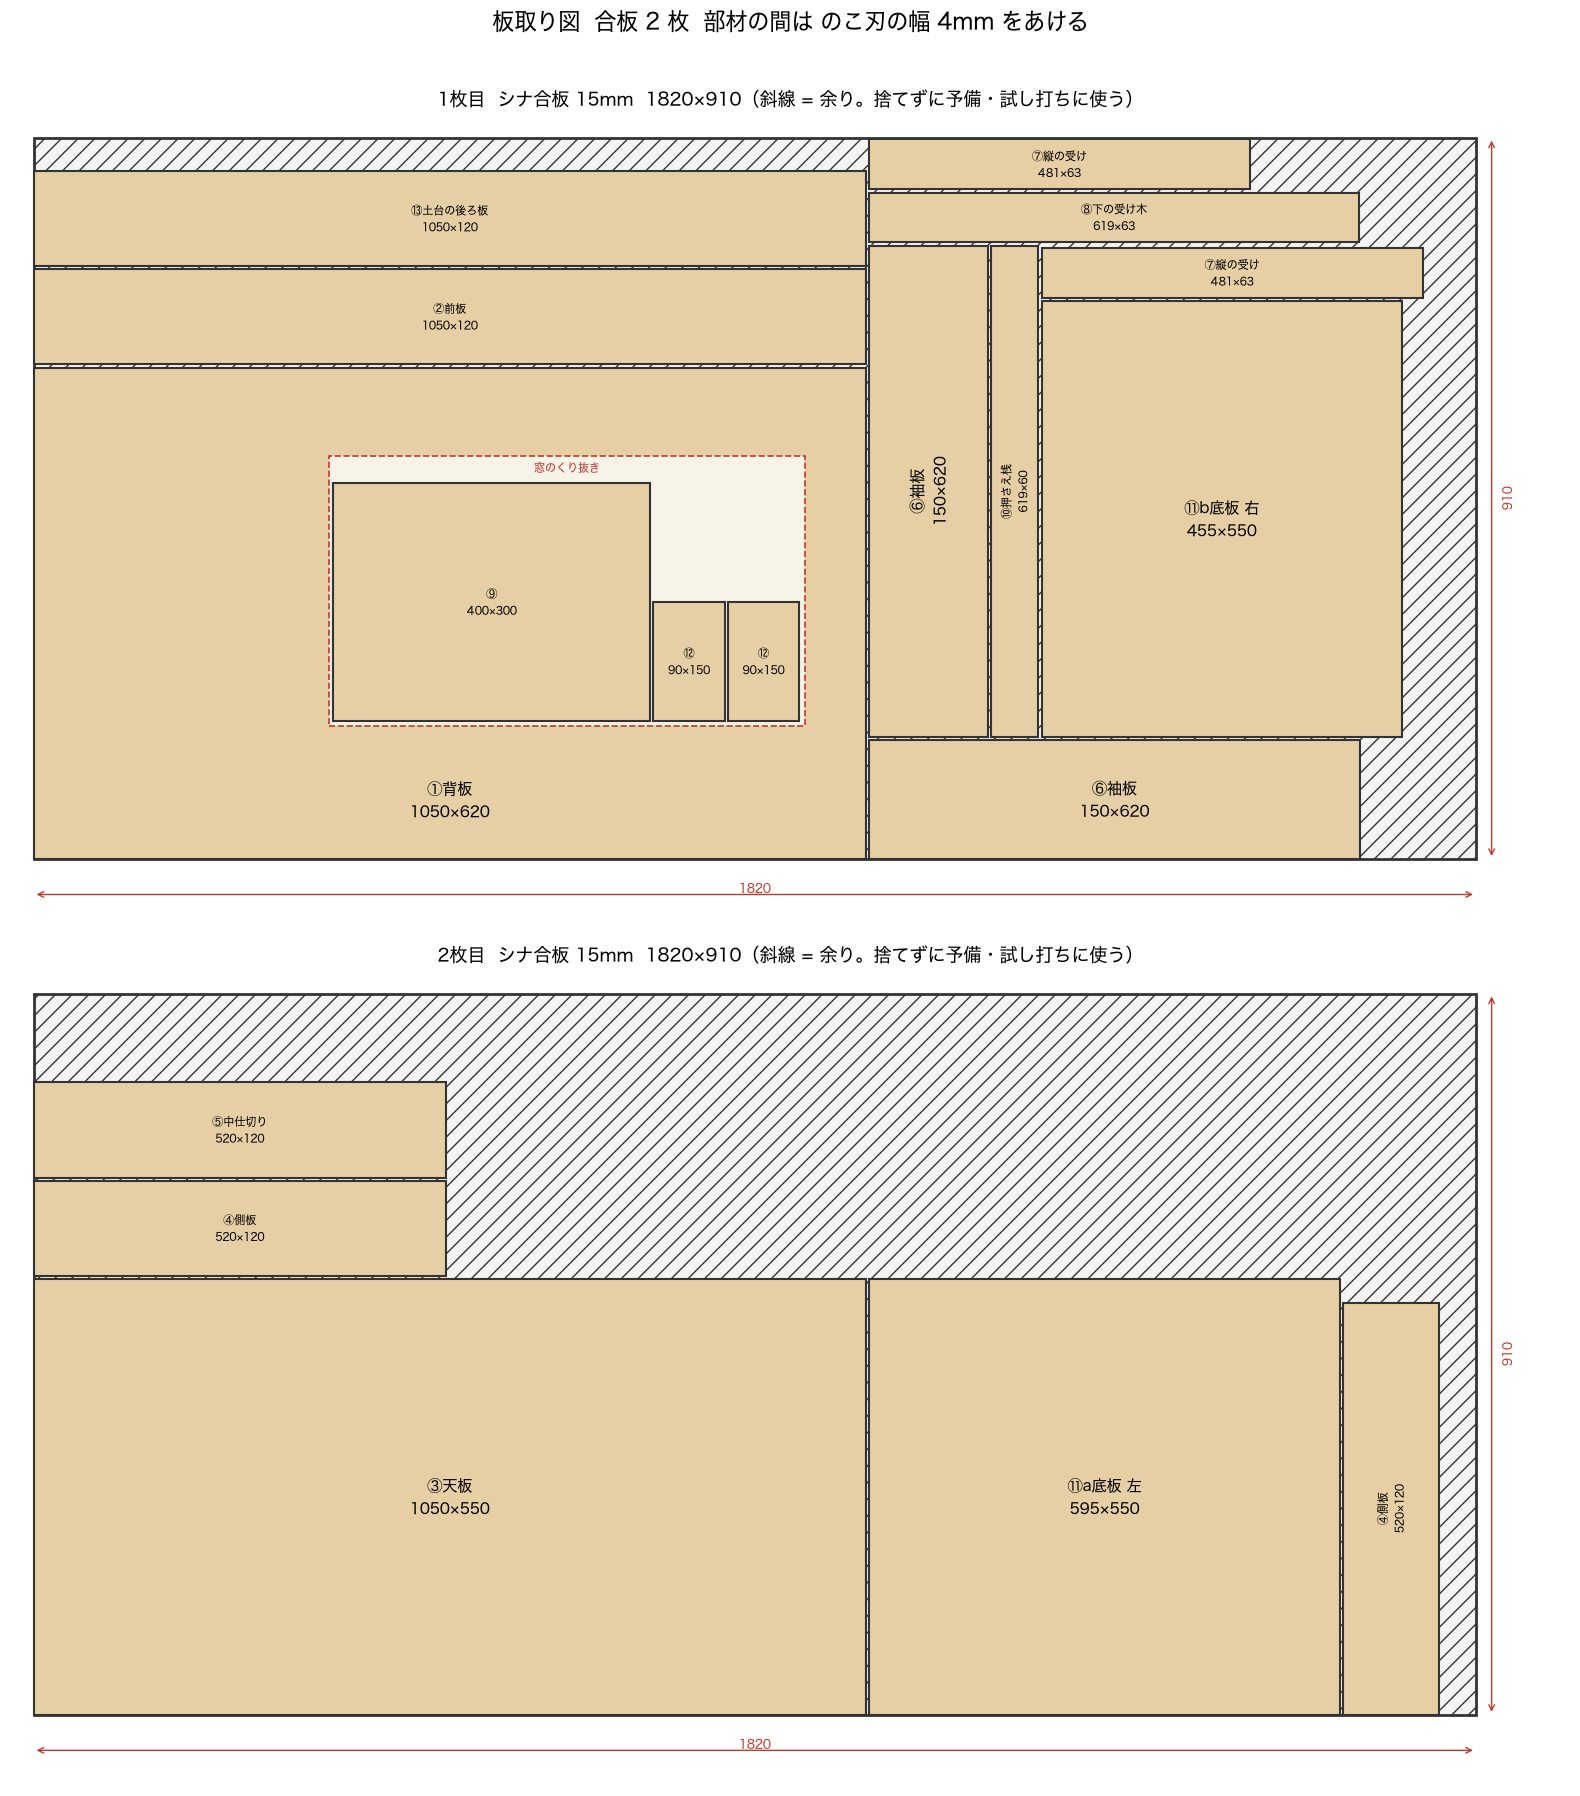 板取り図 合板 2 枚 部材の間は のこ刃の幅 4mm をあける
1枚目 シナ合板 15mm 1820×910（斜線 = 余り。捨てずに予備・試し打ちに使う）
⑦縦の受け
481×63
⑬土台の後ろ板
1050×120
⑧下の受け木
619×63
⑦縦の受け
481×63
②前板
1050×120
窓のくり抜き
⑨
400×300
⑫
90×150
⑫
90×150
①背板
1050×620
⑥袖板
150×620
⑩押さえ桟
619×60
⑪b底板 右
455×550
⑥袖板
150×620
910
1820
2枚目 シナ合板 15mm 1820×910（斜線 = 余り。捨てずに予備・試し打ちに使う）
⑤中仕切り
520×120
④側板
520×120
③天板
1050×550
⑪a底板 左
595×550
④側板
520×120
910
1820